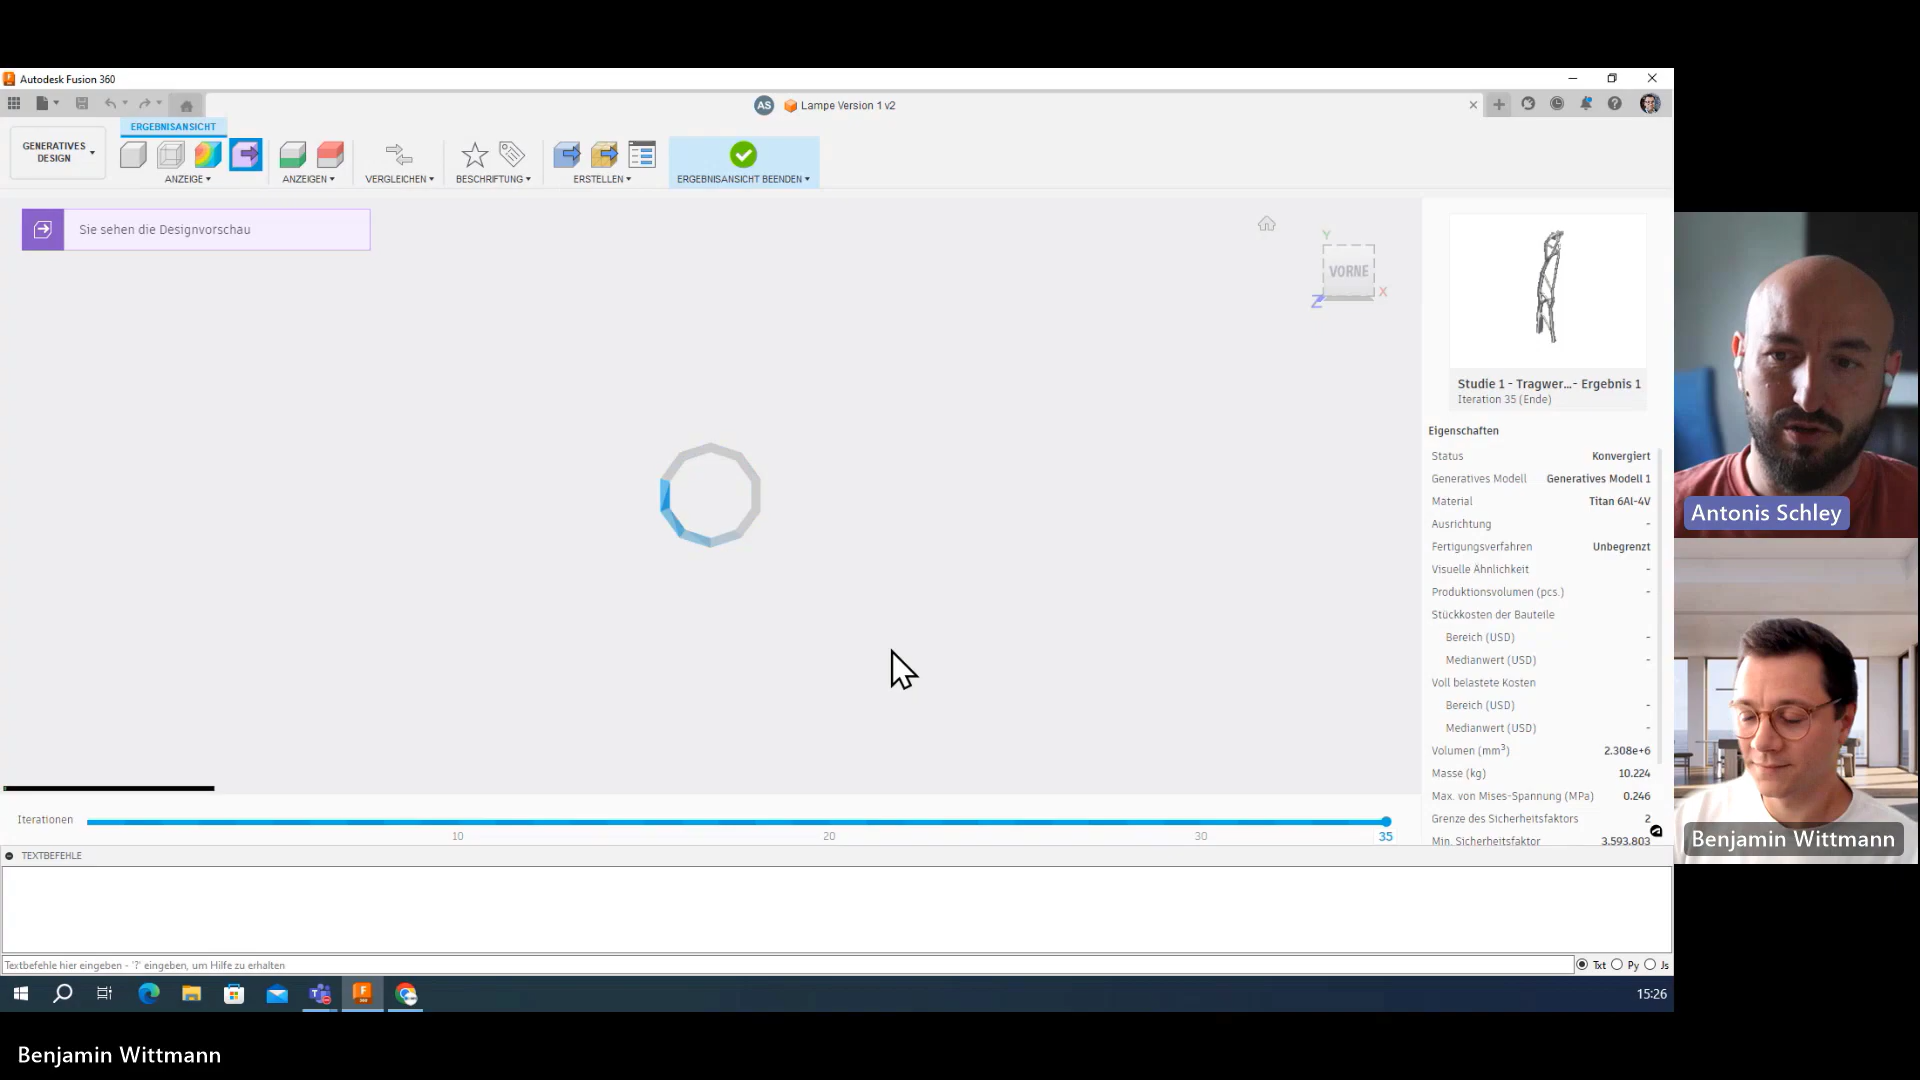 Autodesk Fusion 360
AS
Lampe Version 1 v2
ERGEBNISANSICHT
GENERATIVES DESIGN
ANZEIGE
ANZEIGEN
VERGLEICHEN
BESCHRIFTUNG
ERSTELLEN
ERGEBNISANSICHT BEENDEN
Sie sehen die Designvorschau
Y
VORNE
Z
X
Studie 1 - Tragwer...- Ergebnis 1
Iteration 35 (Ende)
Eigenschaften
Status Konvergiert
Generatives Modell Generatives Modell 1
Material Titan 6Al-4V
Ausrichtung -
Fertigungsverfahren Unbegrenzt
Visuelle Ähnlichkeit -
Produktionsvolumen (pcs.) -
Stückkosten der Bauteile
Bereich (USD) -
Medianwert (USD) -
Voll belastete Kosten
Bereich (USD) -
Medianwert (USD) -
Volumen (mm³) 2.308e+6
Masse (kg) 10.224
Max. von Mises-Spannung (MPa) 0.246
Grenze des Sicherheitsfaktors 2
Min. Sicherheitsfaktor 3.593.803
Iterationen
10 20 30 35
TEXTBEFEHLE
Textbefehle hier eingeben - '?' eingeben, um Hilfe zu erhalten
Txt Py Js
15:26
Antonis Schley
Benjamin Wittmann
Benjamin Wittmann